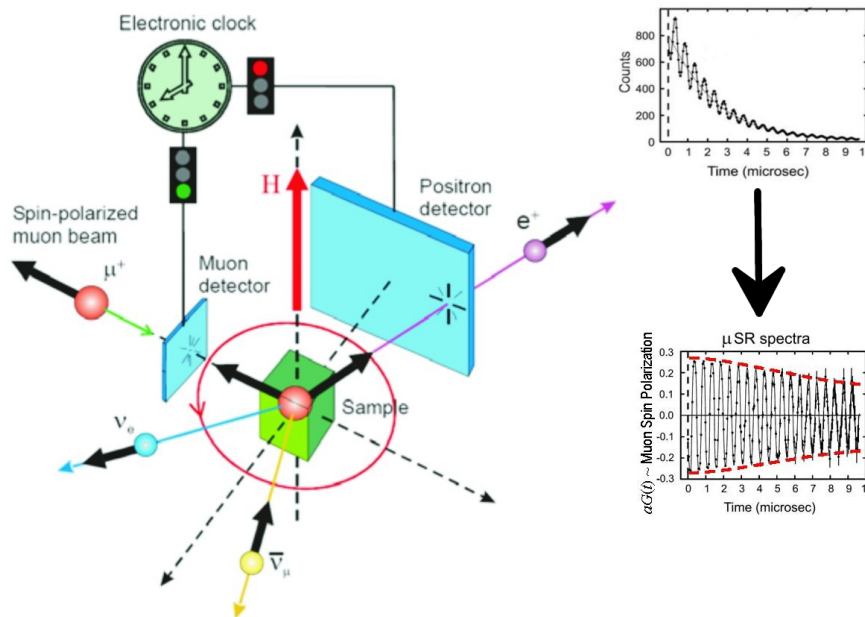 Electronic clock
H
Positron
detector
e+
Spin-polarized
muon beam
μ+
Muon
detector
Sample
νe
ν̅μ
Counts
800
600
400
200
0
0 1 2 3 4 5 6 7 8 9 1
Time (microsec)
μSR spectra
aG(t) ~ Muon Spin Polarization
0.3
0.2
0.1
0.0
-0.1
-0.2
-0.3
0 1 2 3 4 5 6 7 8 9 1
Time (microsec)